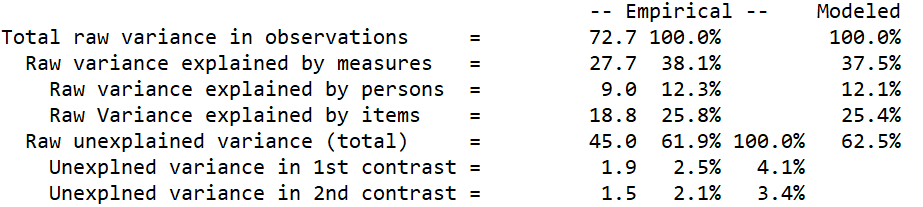 -- Empirical -- Modeled
Total raw variance in observations = 72.7 100.0% 100.0%
Raw variance explained by measures = 27.7 38.1% 37.5%
Raw variance explained by persons = 9.0 12.3% 12.1%
Raw Variance explained by items = 18.8 25.8% 25.4%
Raw unexplained variance (total) = 45.0 61.9% 100.0% 62.5%
Unexplned variance in 1st contrast = 1.9 2.5% 4.1%
Unexplned variance in 2nd contrast = 1.5 2.1% 3.4%